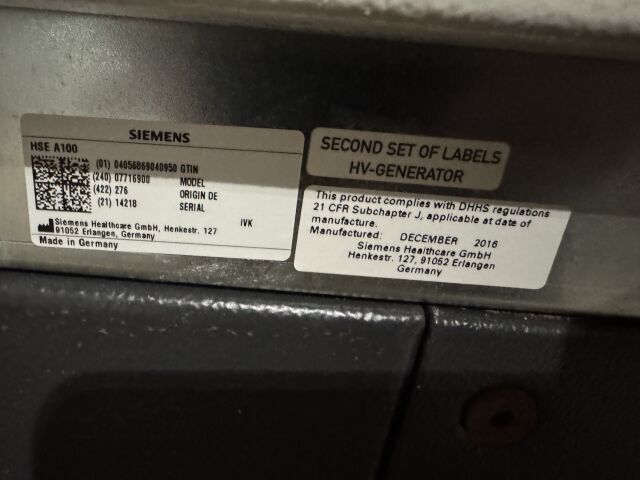 SIEMENS
HSE A100
(01) 04056869040950 GTIN
(240) 07716900 MODEL
(422) 276 ORIGIN DE
(21) 14218 SERIAL
Siemens Healthcare GmbH, Henkestr. 127 IVK
91052 Erlangen, Germany
Made in Germany
SECOND SET OF LABELS
HV-GENERATOR
This product complies with DHHS regulations
21 CFR Subchapter J, applicable at date of
manufacture.
Manufactured: DECEMBER 2016
Siemens Healthcare GmbH
Henkestr. 127, 91052 Erlangen
Germany